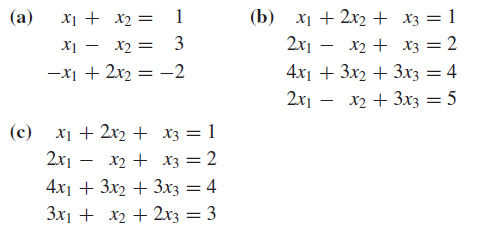 (a) x₁ + x₂ = 1
x₁ − x₂ = 3
−x₁ + 2x₂ = −2
(b) x₁ + 2x₂ + x₃ = 1
2x₁ − x₂ + x₃ = 2
4x₁ + 3x₂ + 3x₃ = 4
2x₁ − x₂ + 3x₃ = 5
(c) x₁ + 2x₂ + x₃ = 1
2x₁ − x₂ + x₃ = 2
4x₁ + 3x₂ + 3x₃ = 4
3x₁ + x₂ + 2x₃ = 3